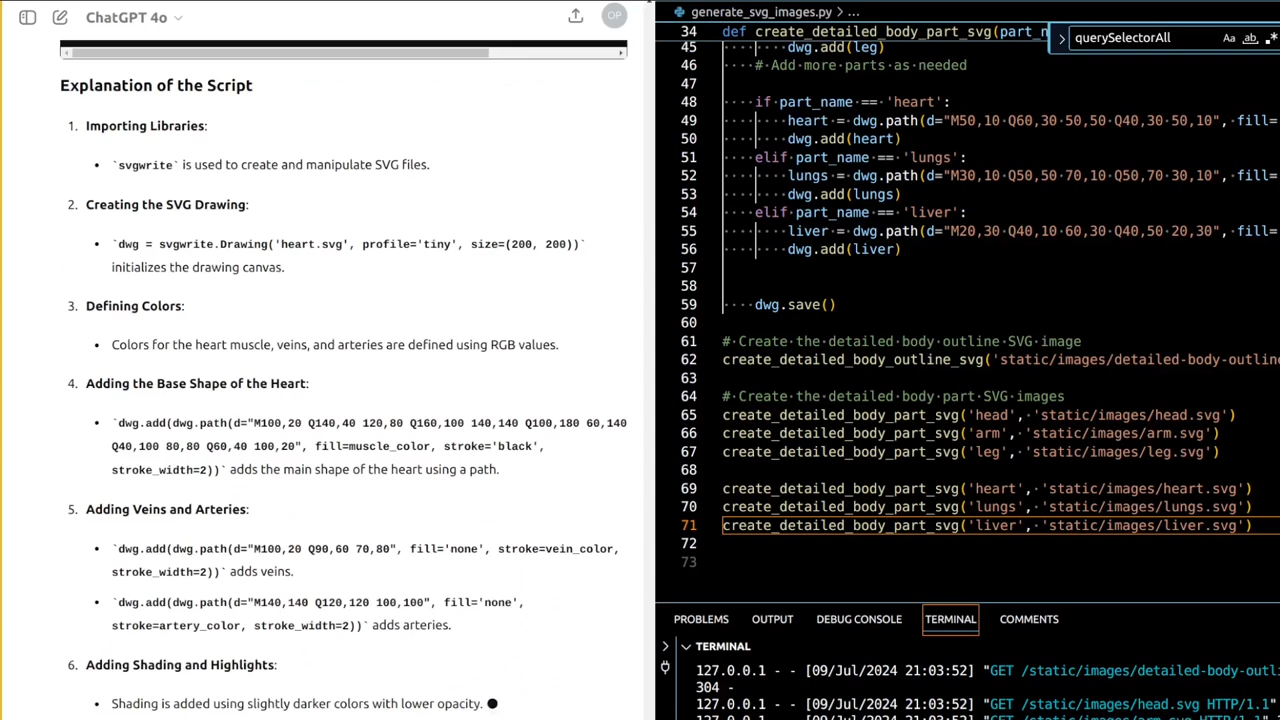 ChatGPT 4o
OP
Explanation of the Script
1. Importing Libraries:
• `svgwrite` is used to create and manipulate SVG files.
2. Creating the SVG Drawing:
• `dwg = svgwrite.Drawing('heart.svg', profile='tiny', size=(200, 200))`
initializes the drawing canvas.
3. Defining Colors:
• Colors for the heart muscle, veins, and arteries are defined using RGB values.
4. Adding the Base Shape of the Heart:
• `dwg.add(dwg.path(d="M100,20 Q140,40 120,80 Q160,100 140,140 Q100,180 60,140
Q40,100 80,80 Q60,40 100,20", fill=muscle_color, stroke='black',
stroke_width=2))` adds the main shape of the heart using a path.
5. Adding Veins and Arteries:
• `dwg.add(dwg.path(d="M100,20 Q90,60 70,80", fill='none', stroke=vein_color,
stroke_width=2))` adds veins.
• `dwg.add(dwg.path(d="M140,140 Q120,120 100,100", fill='none',
stroke=artery_color, stroke_width=2))` adds arteries.
6. Adding Shading and Highlights:
• Shading is added using slightly darker colors with lower opacity.
generate_svg_images.py > ...
34 def create_detailed_body_part_svg(part_n
querySelectorAll
Aa ab
45 dwg.add(leg)
46 # Add more parts as needed
47
48 if part_name == 'heart':
49 heart = dwg.path(d="M50,10 Q60,30 50,50 Q40,30 50,10", fill=
50 dwg.add(heart)
51 elif part_name == 'lungs':
52 lungs = dwg.path(d="M30,10 Q50,50 70,10 Q50,70 30,10", fill=
53 dwg.add(lungs)
54 elif part_name == 'liver':
55 liver = dwg.path(d="M20,30 Q40,10 60,30 Q40,50 20,30", fill=
56 dwg.add(liver)
57
58
59 dwg.save()
60
61 # Create the detailed body outline SVG image
62 create_detailed_body_outline_svg('static/images/detailed-body-outline
63
64 # Create the detailed body part SVG images
65 create_detailed_body_part_svg('head', 'static/images/head.svg')
66 create_detailed_body_part_svg('arm', 'static/images/arm.svg')
67 create_detailed_body_part_svg('leg', 'static/images/leg.svg')
68
69 create_detailed_body_part_svg('heart', 'static/images/heart.svg')
70 create_detailed_body_part_svg('lungs', 'static/images/lungs.svg')
71 create_detailed_body_part_svg('liver', 'static/images/liver.svg')
72
73
PROBLEMS OUTPUT DEBUG CONSOLE TERMINAL COMMENTS
TERMINAL
127.0.0.1 - - [09/Jul/2024 21:03:52] "GET /static/images/detailed-body-outli
304 -
127.0.0.1 - - [09/Jul/2024 21:03:52] "GET /static/images/head.svg HTTP/1.1"